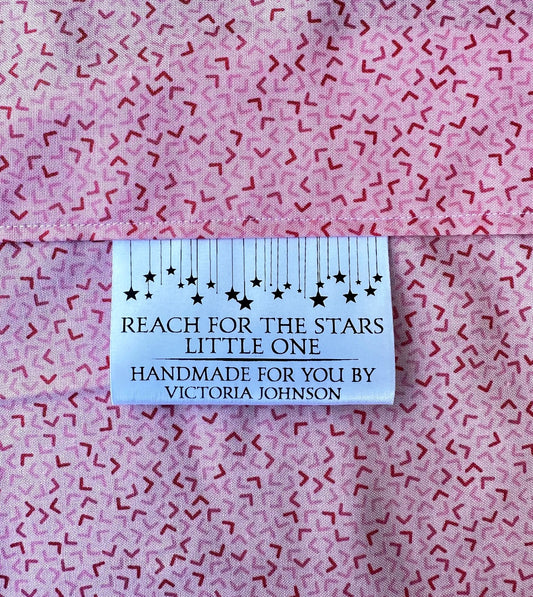 REACH FOR THE STARS
LITTLE ONE
HANDMADE FOR YOU BY
VICTORIA JOHNSON